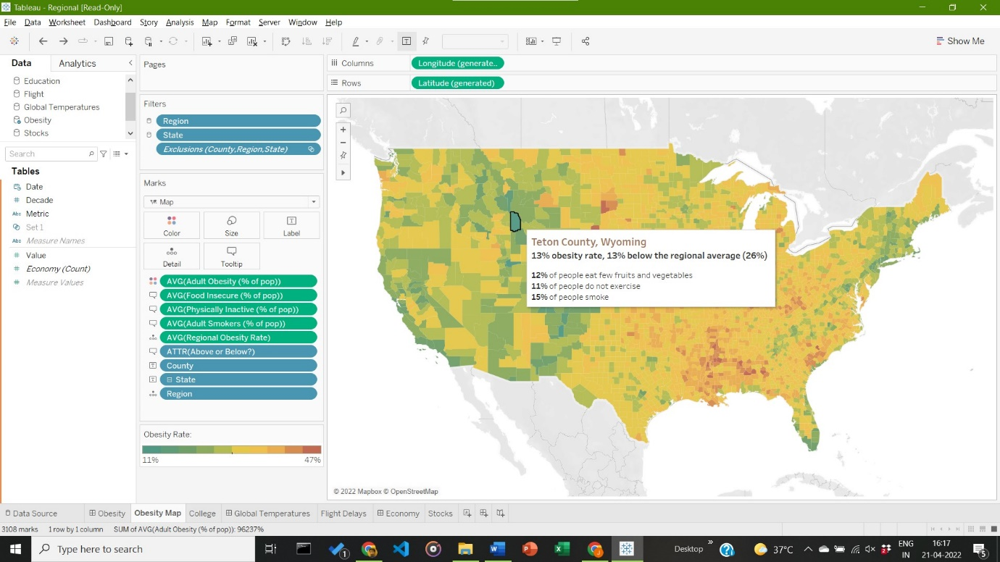 Tableau - Regional [Read-Only]
File Data Worksheet Dashboard Story Analysis Map Format Server Window Help
Show Me
Data Analytics
Education
Flight
Global Temperatures
Obesity
Stocks
Search
Tables
Date
Decade
Abc Metric
Set 1
Abc Measure Names
Value
Economy (Count)
Measure Values
Pages
Filters
Region
State
Exclusions (County,Region,State)
Marks
Map
Color Size Label
Detail Tooltip
AVG(Adult Obesity (% of pop))
AVG(Food Insecure (% of pop))
AVG(Physically Inactive (% of pop))
AVG(Adult Smokers (% of pop))
AVG(Regional Obesity Rate)
ATTR(Above or Below?)
County
State
Region
Obesity Rate:
11% 47%
Columns Longitude (generate..
Rows Latitude (generated)
Teton County, Wyoming
13% obesity rate, 13% below the regional average (26%)
12% of people eat few fruits and vegetables
11% of people do not exercise
15% of people smoke
© 2022 Mapbox © OpenStreetMap
Data Source Obesity Obesity Map College Global Temperatures Flight Delays Economy Stocks
3108 marks 1 row by 1 column SUM of AVG(Adult Obesity (% of pop)): 96237%
Type here to search
1
Desktop
37°C
ENG
IN
16:17
21-04-2022
5